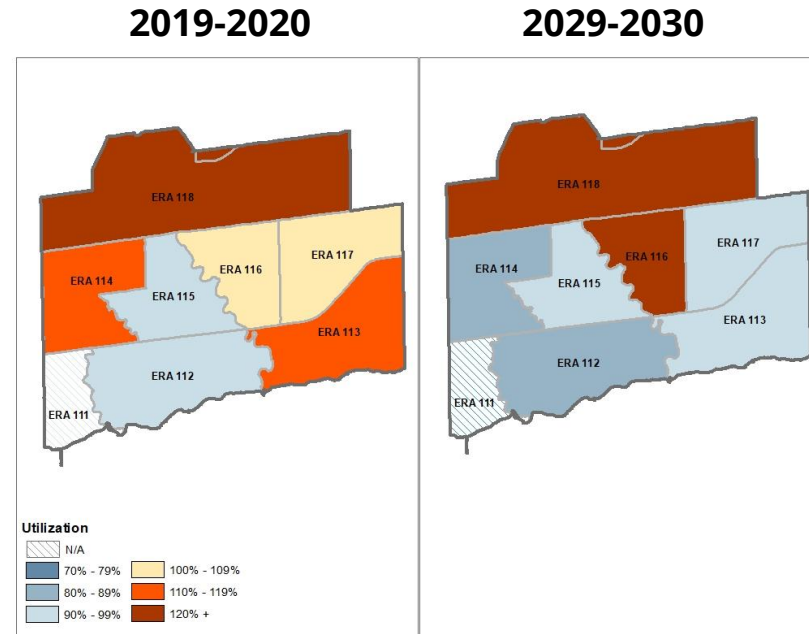 2019-2020
2029-2030
ERA 118
ERA 114
ERA 115
ERA 116
ERA 117
ERA 113
ERA 112
ERA 111
ERA 118
ERA 114
ERA 115
ERA 116
ERA 117
ERA 113
ERA 112
ERA 111
Utilization
N/A
70% - 79%
80% - 89%
90% - 99%
100% - 109%
110% - 119%
120% +